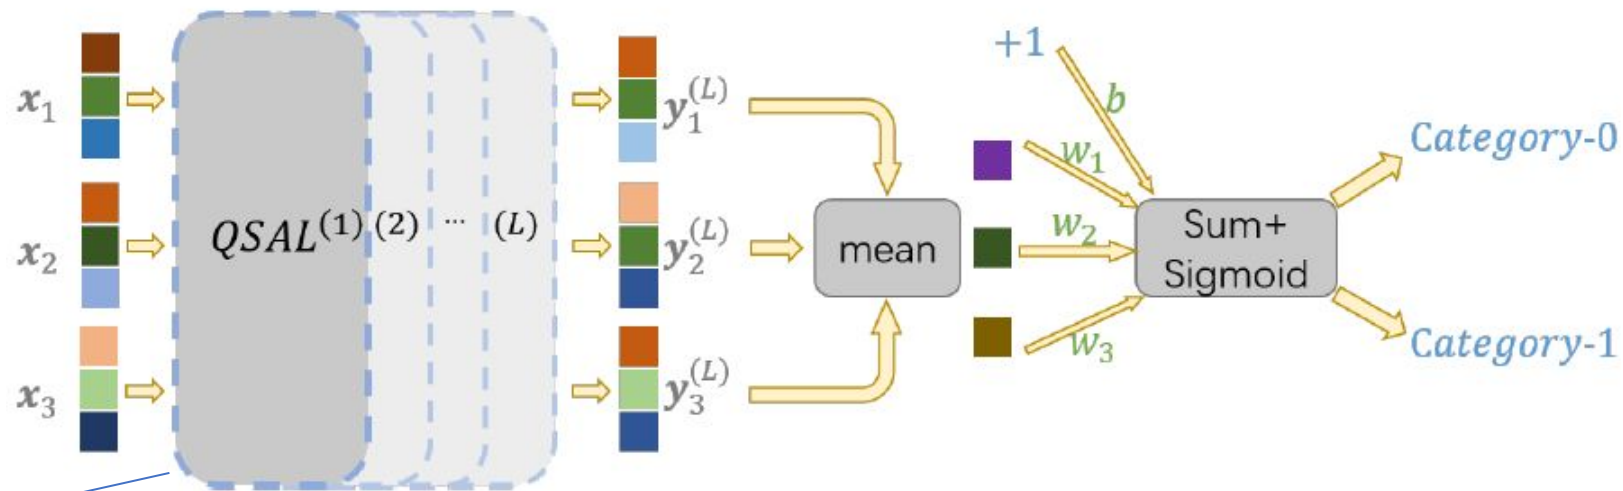 x₁
x₂
x₃
QSAL⁽¹⁾ (2) ... (L)
y₁⁽ᴸ⁾
y₂⁽ᴸ⁾
y₃⁽ᴸ⁾
mean
+1
b
w₁
w₂
w₃
Sum+
Sigmoid
Category-0
Category-1